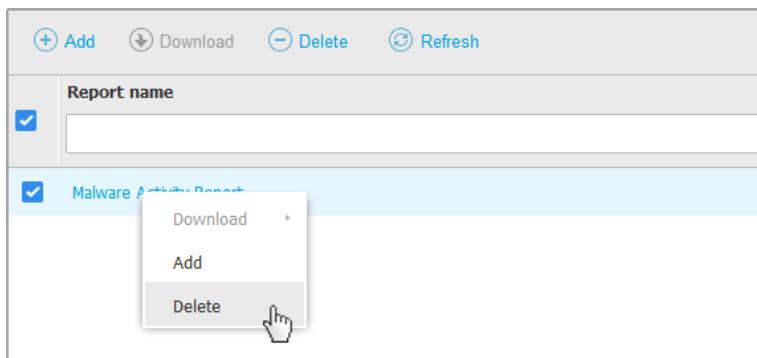 Add Download Delete Refresh
Report name
Malware Activity Report
Download
Add
Delete